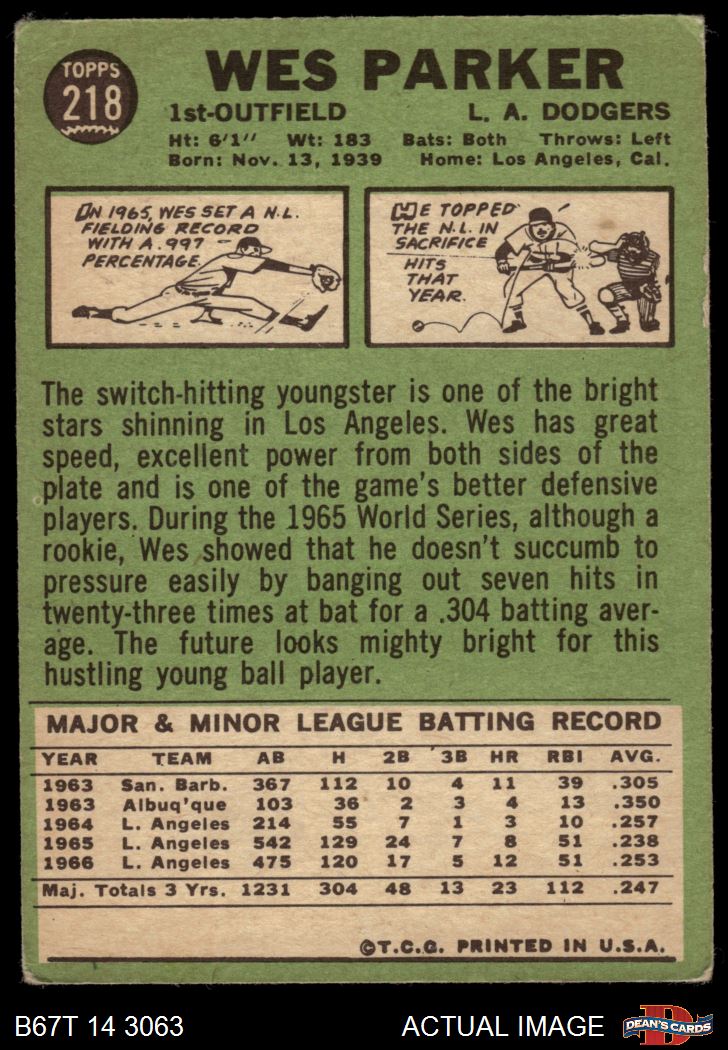 TOPPS
218
WES PARKER
1st-OUTFIELD L. A. DODGERS
Ht: 6'1" Wt: 183 Bats: Both Throws: Left
Born: Nov. 13, 1939 Home: Los Angeles, Cal.
IN 1965, WES SET A N.L.
FIELDING RECORD
WITH A .997
PERCENTAGE.
HE TOPPED
THE N.L. IN
SACRIFICE
HITS
THAT
YEAR.
The switch-hitting youngster is one of the bright
stars shinning in Los Angeles. Wes has great
speed, excellent power from both sides of the
plate and is one of the game's better defensive
players. During the 1965 World Series, although a
rookie, Wes showed that he doesn't succumb to
pressure easily by banging out seven hits in
twenty-three times at bat for a .304 batting aver-
age. The future looks mighty bright for this
hustling young ball player.
MAJOR & MINOR LEAGUE BATTING RECORD
YEAR TEAM AB H 2B 3B HR RBI AVG.
1963 San. Barb. 367 112 10 4 11 39 .305
1963 Albuq'que 103 36 2 3 4 13 .350
1964 L. Angeles 214 55 7 1 3 10 .257
1965 L. Angeles 542 129 24 7 8 51 .238
1966 L. Angeles 475 120 17 5 12 51 .253
Maj. Totals 3 Yrs. 1231 304 48 13 23 112 .247
©T.C.G. PRINTED IN U.S.A.
B67T 14 3063 ACTUAL IMAGE
D
DEAN'S CARDS